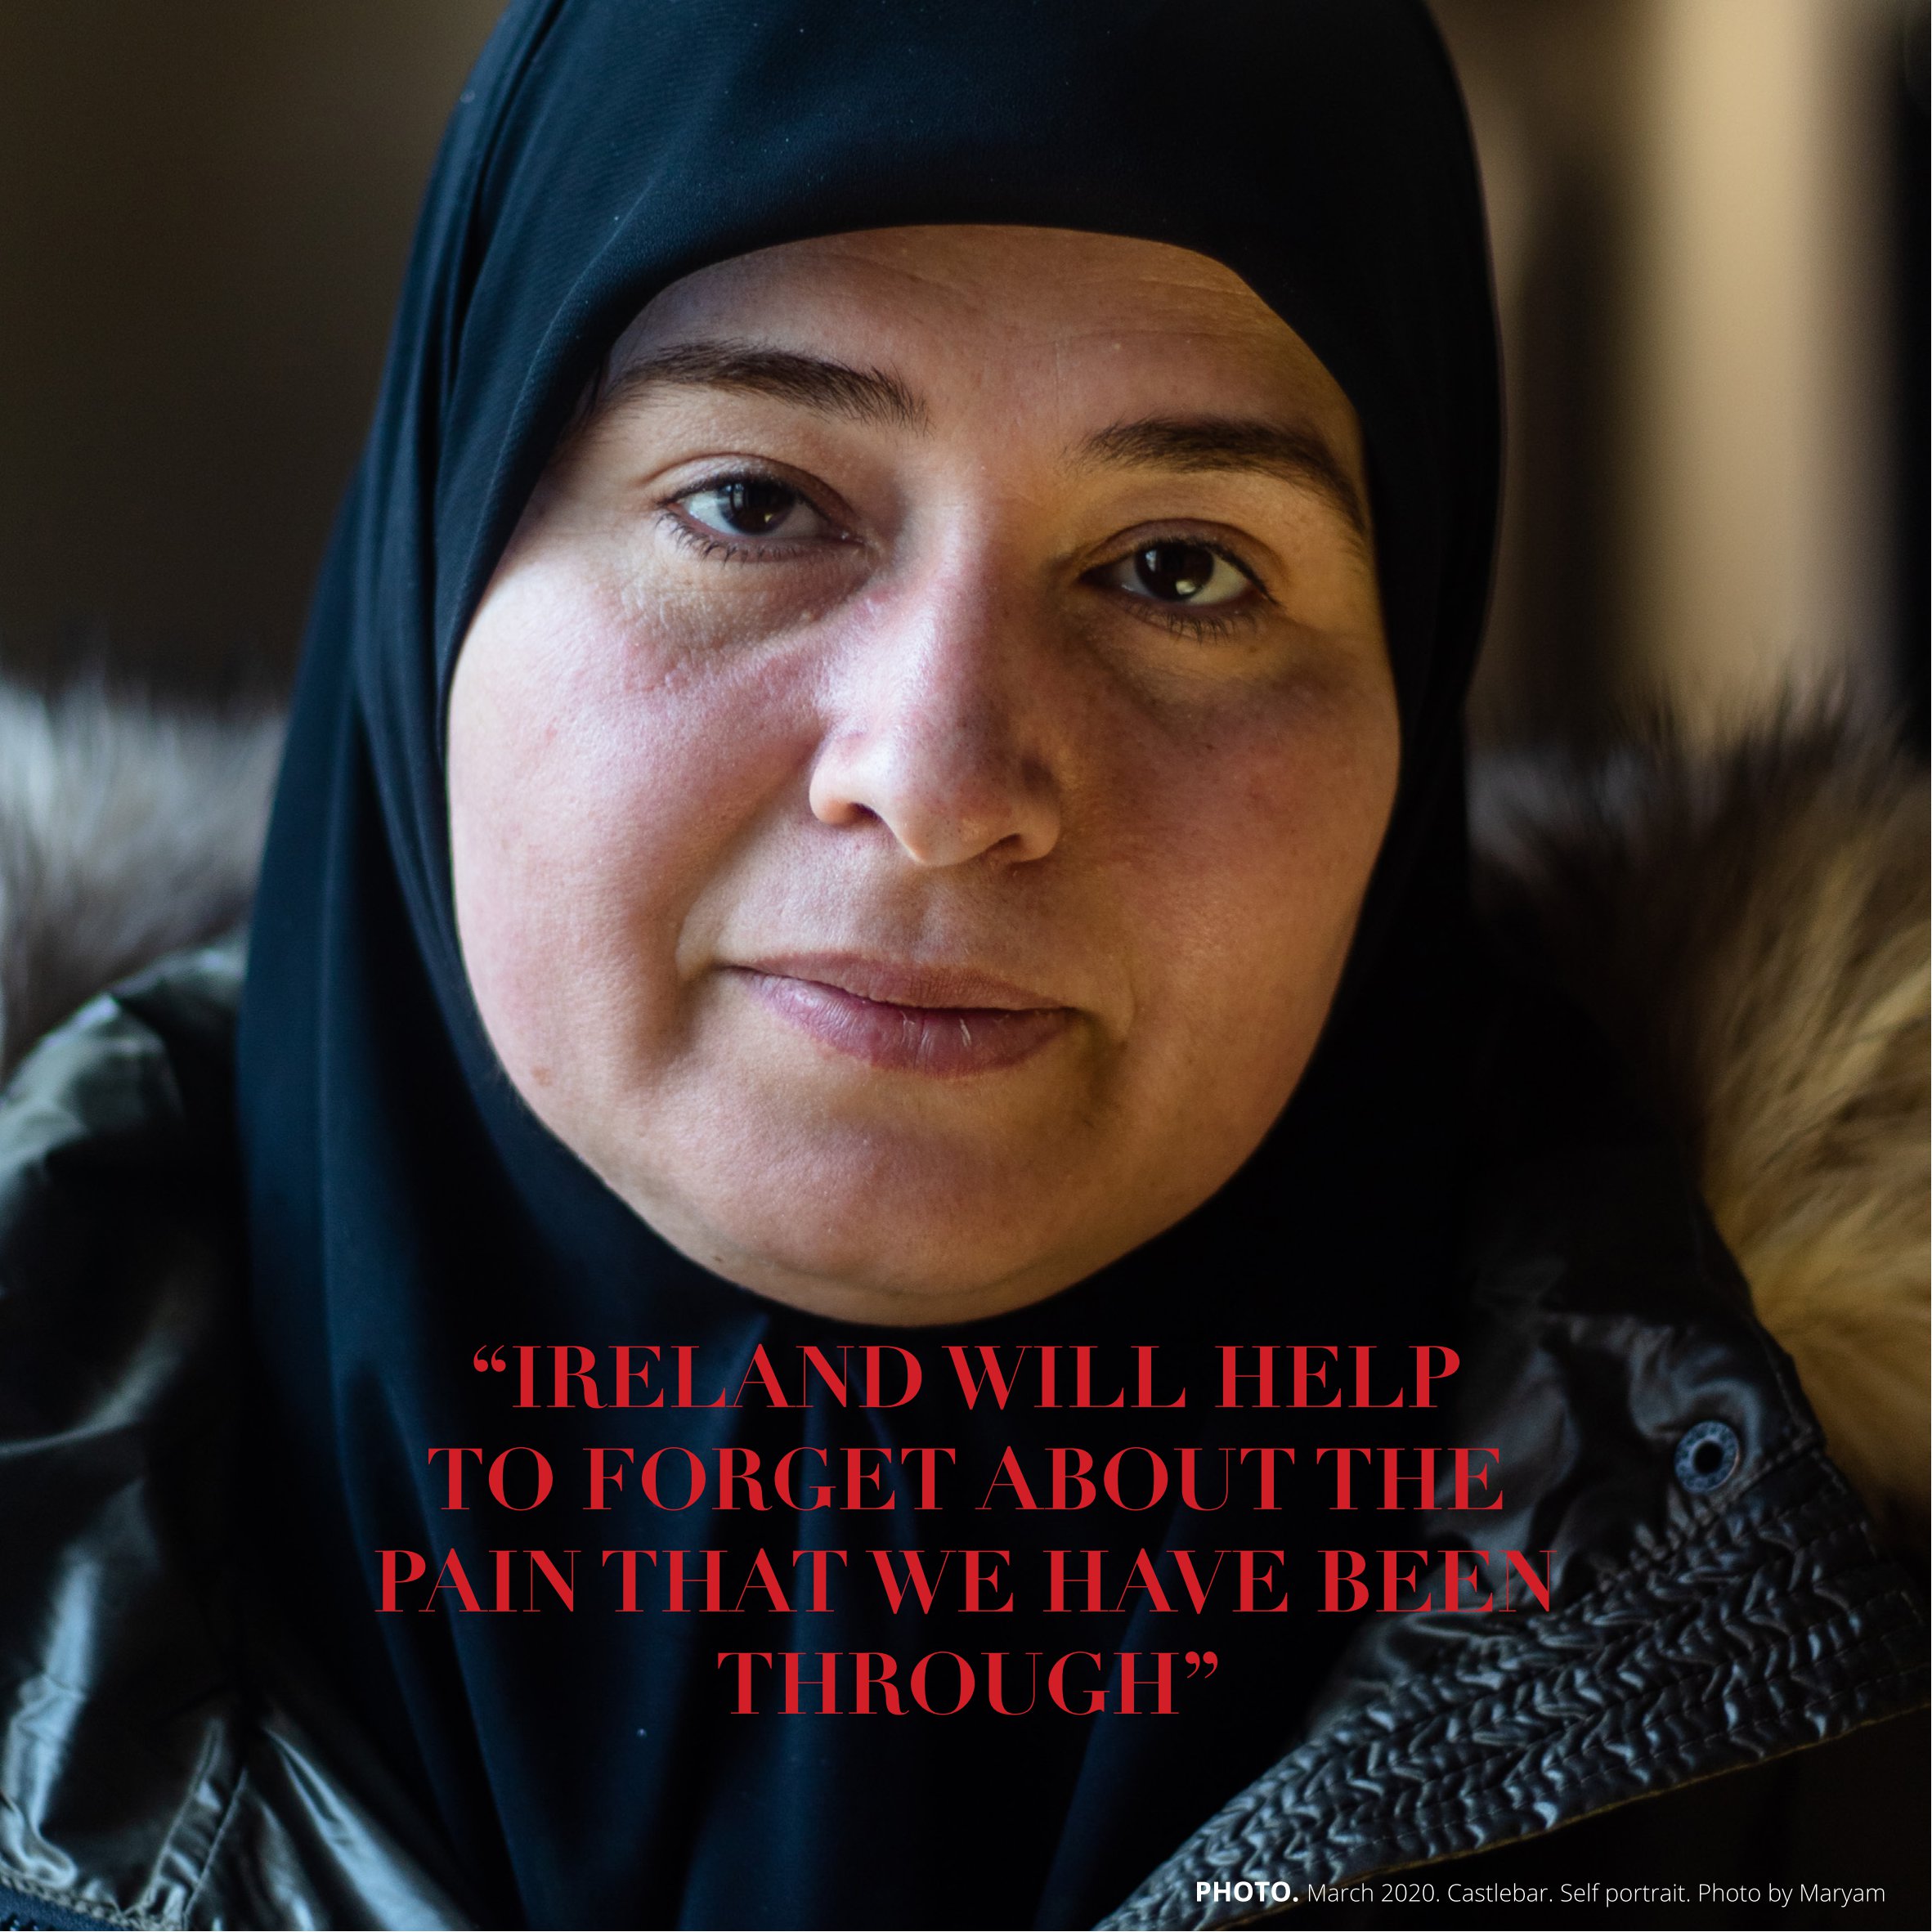 “IRELAND WILL HELP
TO FORGET ABOUT THE
PAIN THAT WE HAVE BEEN
THROUGH”
PHOTO. March 2020. Castlebar. Self portrait. Photo by Maryam